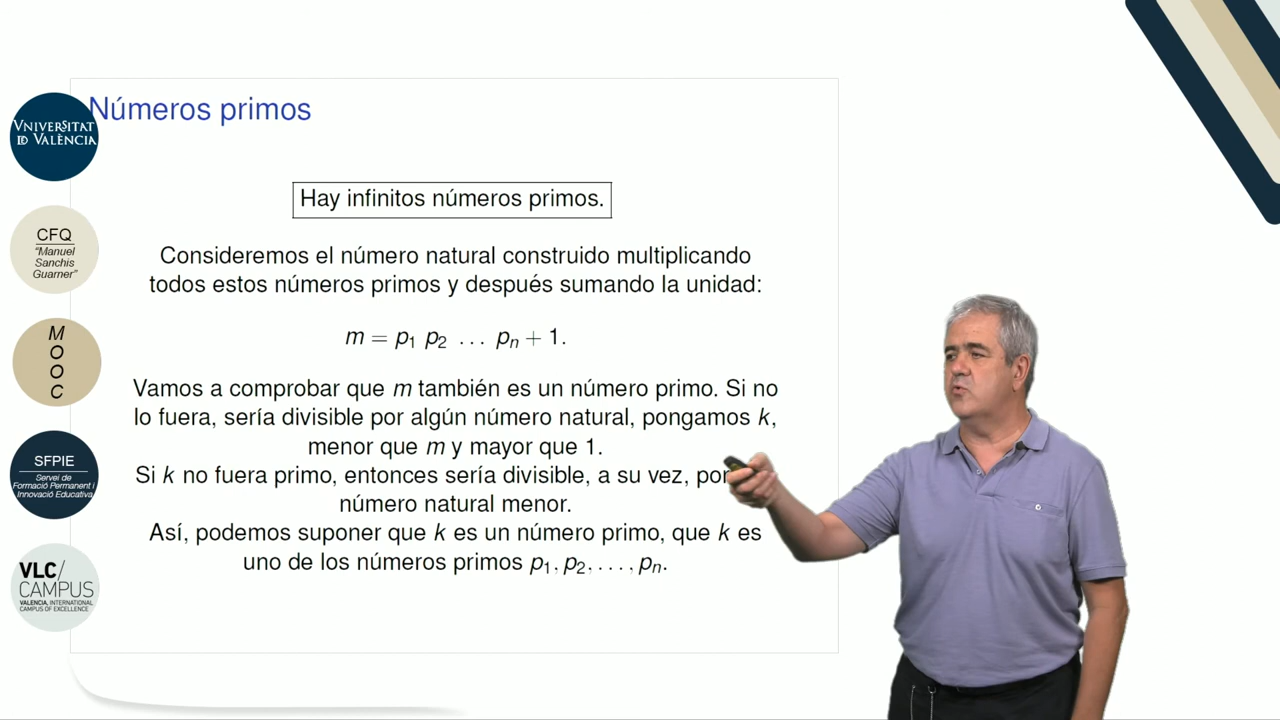 Números primos
VNIVERSITAT
ID VALÈNCIA
CFQ
"Manuel
Sanchis
Guarner"
M
O
O
C
SFPIE
Servei de
Formació Permanent i
Innovació Educativa
VLC/
CAMPUS
VALENCIA, INTERNATIONAL
CAMPUS OF EXCELLENCE
Hay infinitos números primos.
Consideremos el número natural construido multiplicando
todos estos números primos y después sumando la unidad:
m = p₁ p₂ … pₙ + 1.
Vamos a comprobar que m también es un número primo. Si no
lo fuera, sería divisible por algún número natural, pongamos k,
menor que m y mayor que 1.
Si k no fuera primo, entonces sería divisible, a su vez, por
número natural menor.
Así, podemos suponer que k es un número primo, que k es
uno de los números primos p₁, p₂, …, pₙ.